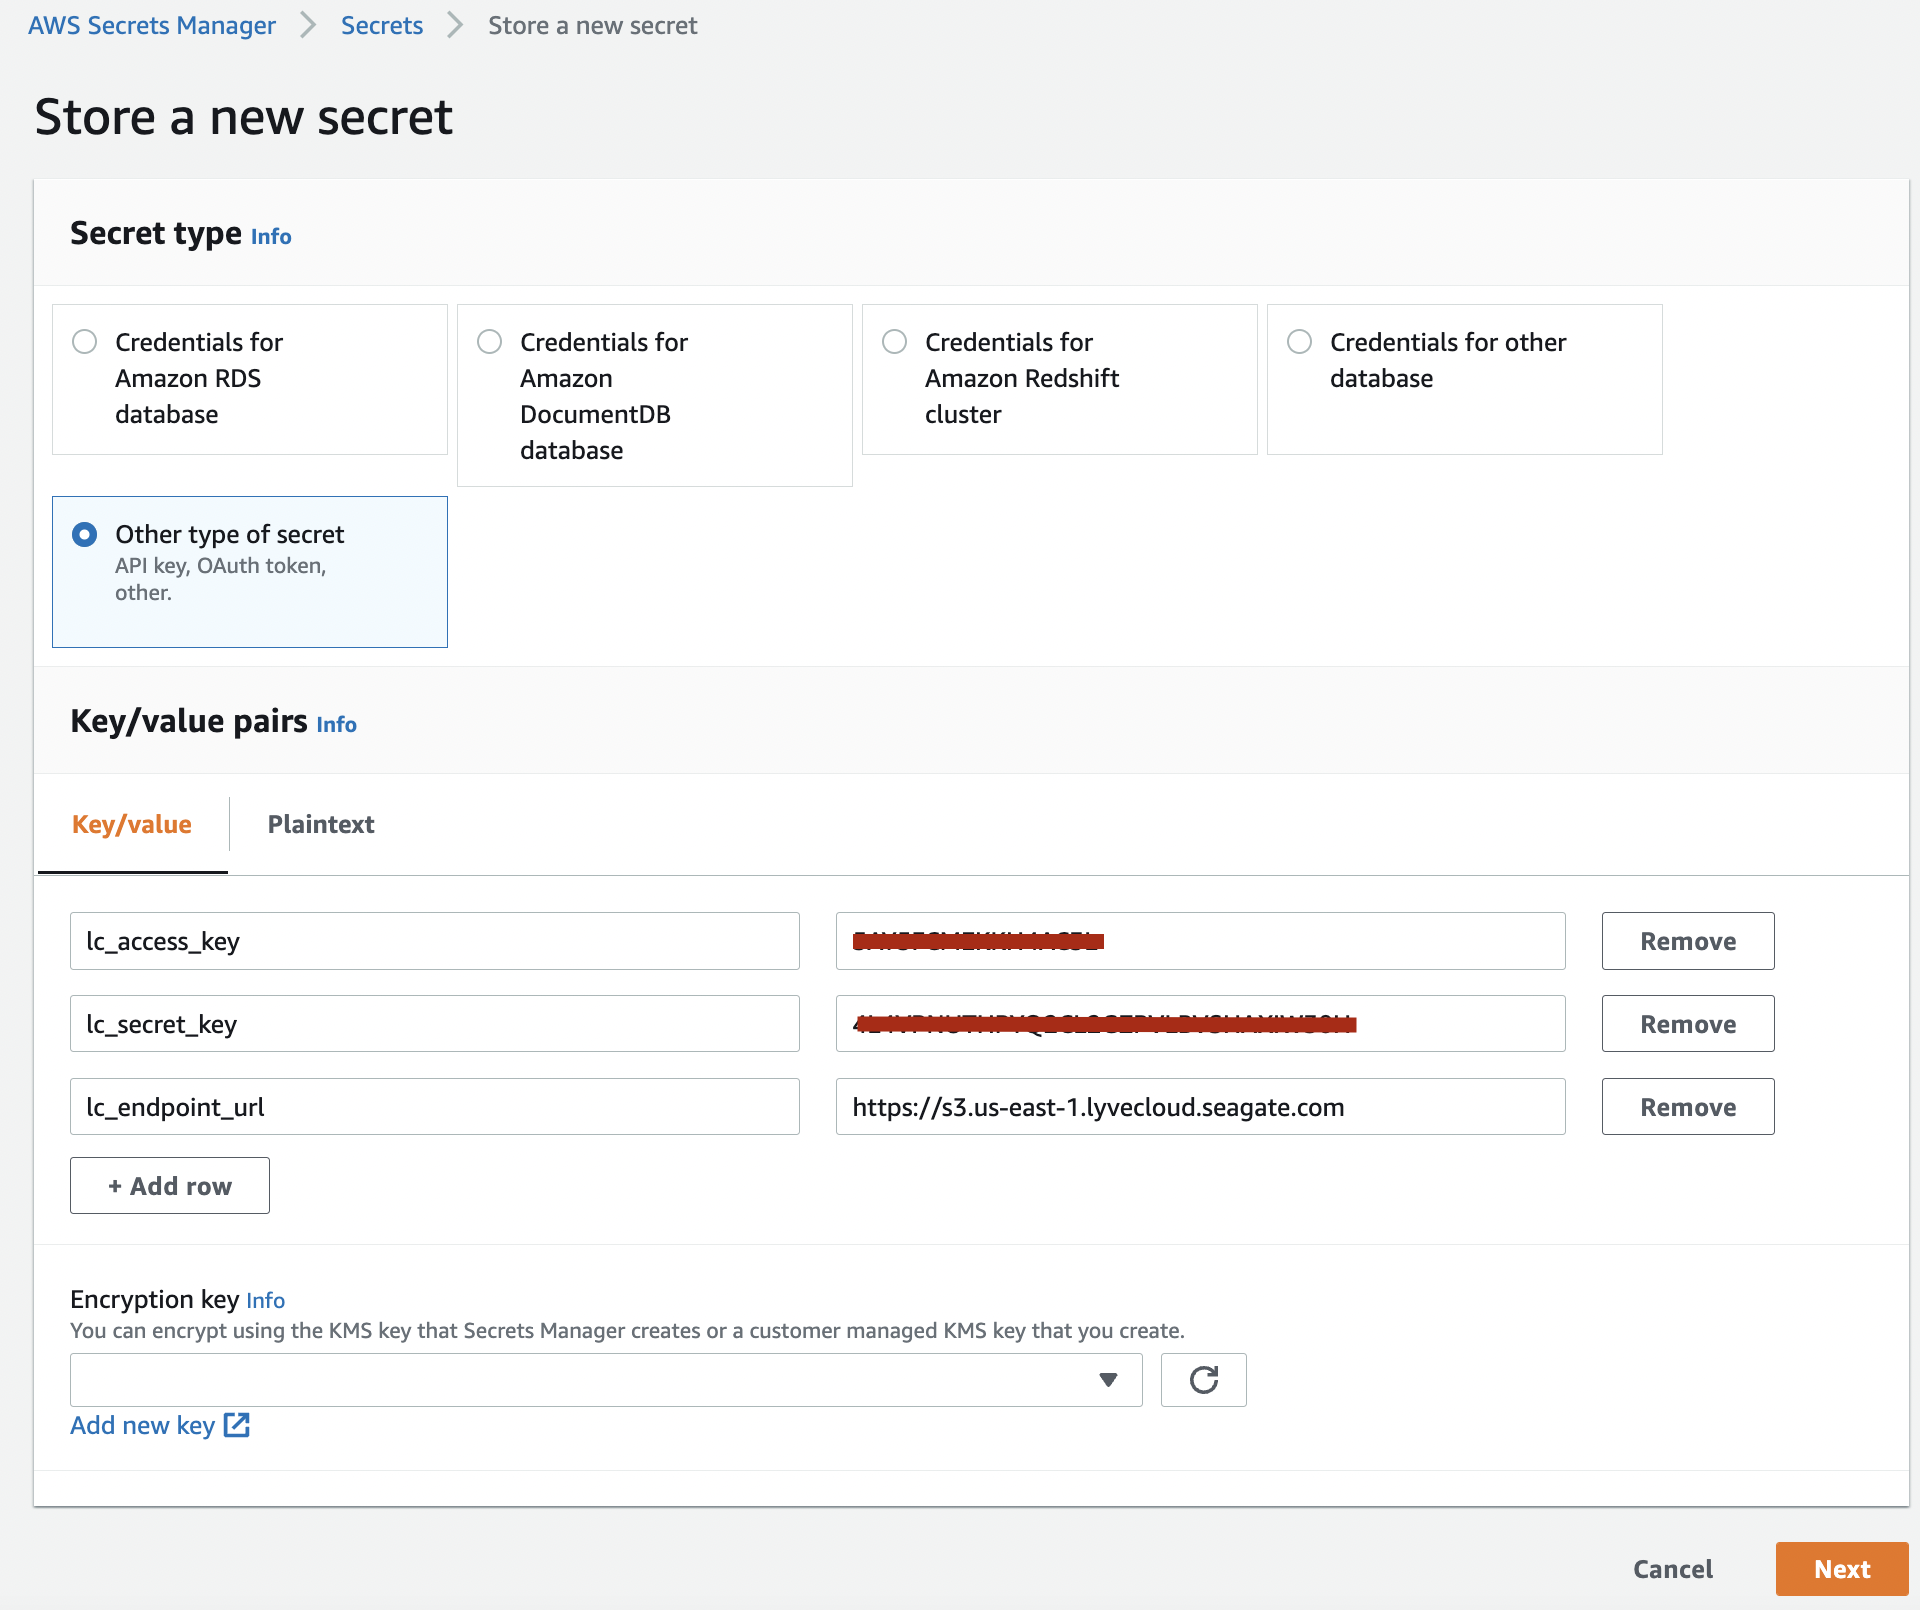 AWS Secrets Manager > Secrets > Store a new secret
Store a new secret
Secret type Info
Credentials for
Amazon RDS
database
Credentials for
Amazon
DocumentDB
database
Credentials for
Amazon Redshift
cluster
Credentials for other
database
Other type of secret
API key, OAuth token,
other.
Key/value pairs Info
Key/value
Plaintext
lc_access_key
Remove
lc_secret_key
Remove
lc_endpoint_url
https://s3.us-east-1.lyvecloud.seagate.com
Remove
+ Add row
Encryption key Info
You can encrypt using the KMS key that Secrets Manager creates or a customer managed KMS key that you create.
Add new key
Cancel
Next